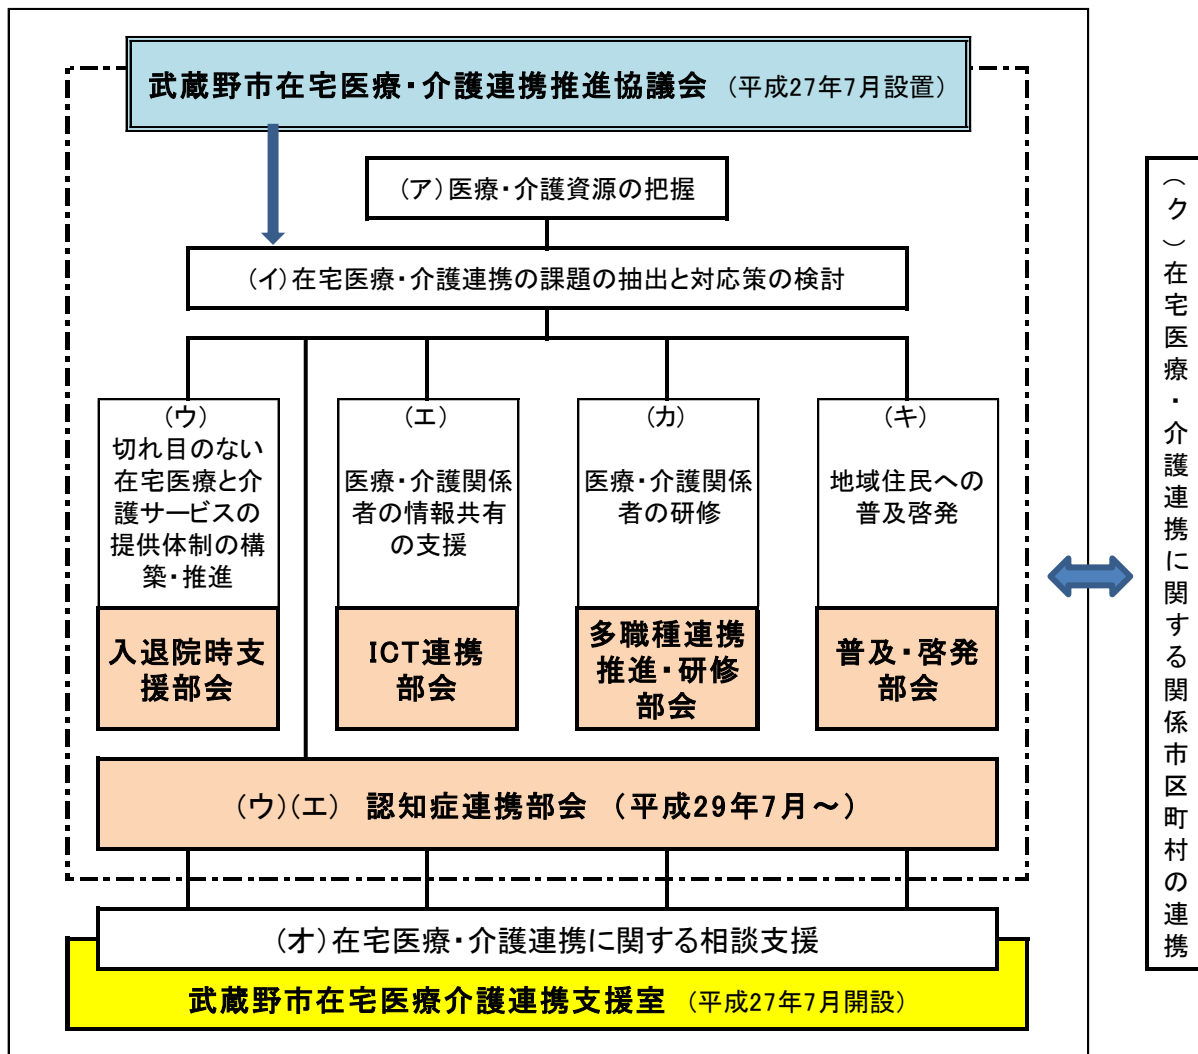 武蔵野市在宅医療・介護連携推進協議会 （平成27年7月設置）
（ア）医療・介護資源の把握
（イ）在宅医療・介護連携の課題の抽出と対応策の検討
（ウ）
切れ目のない
在宅医療と介
護サービスの
提供体制の構
築・推進
入退院時支
援部会
（エ）
医療・介護関係
者の情報共有
の支援
ICT連携
部会
（カ）
医療・介護関係
者の研修
多職種連携
推進・研修
部会
（キ）
地域住民への
普及啓発
普及・啓発
部会
（ウ）（エ） 認知症連携部会 （平成29年7月～）
（オ）在宅医療・介護連携に関する相談支援
武蔵野市在宅医療介護連携支援室 （平成27年7月開設）
（ク）在宅医療・介護連携に関する関係市区町村の連携